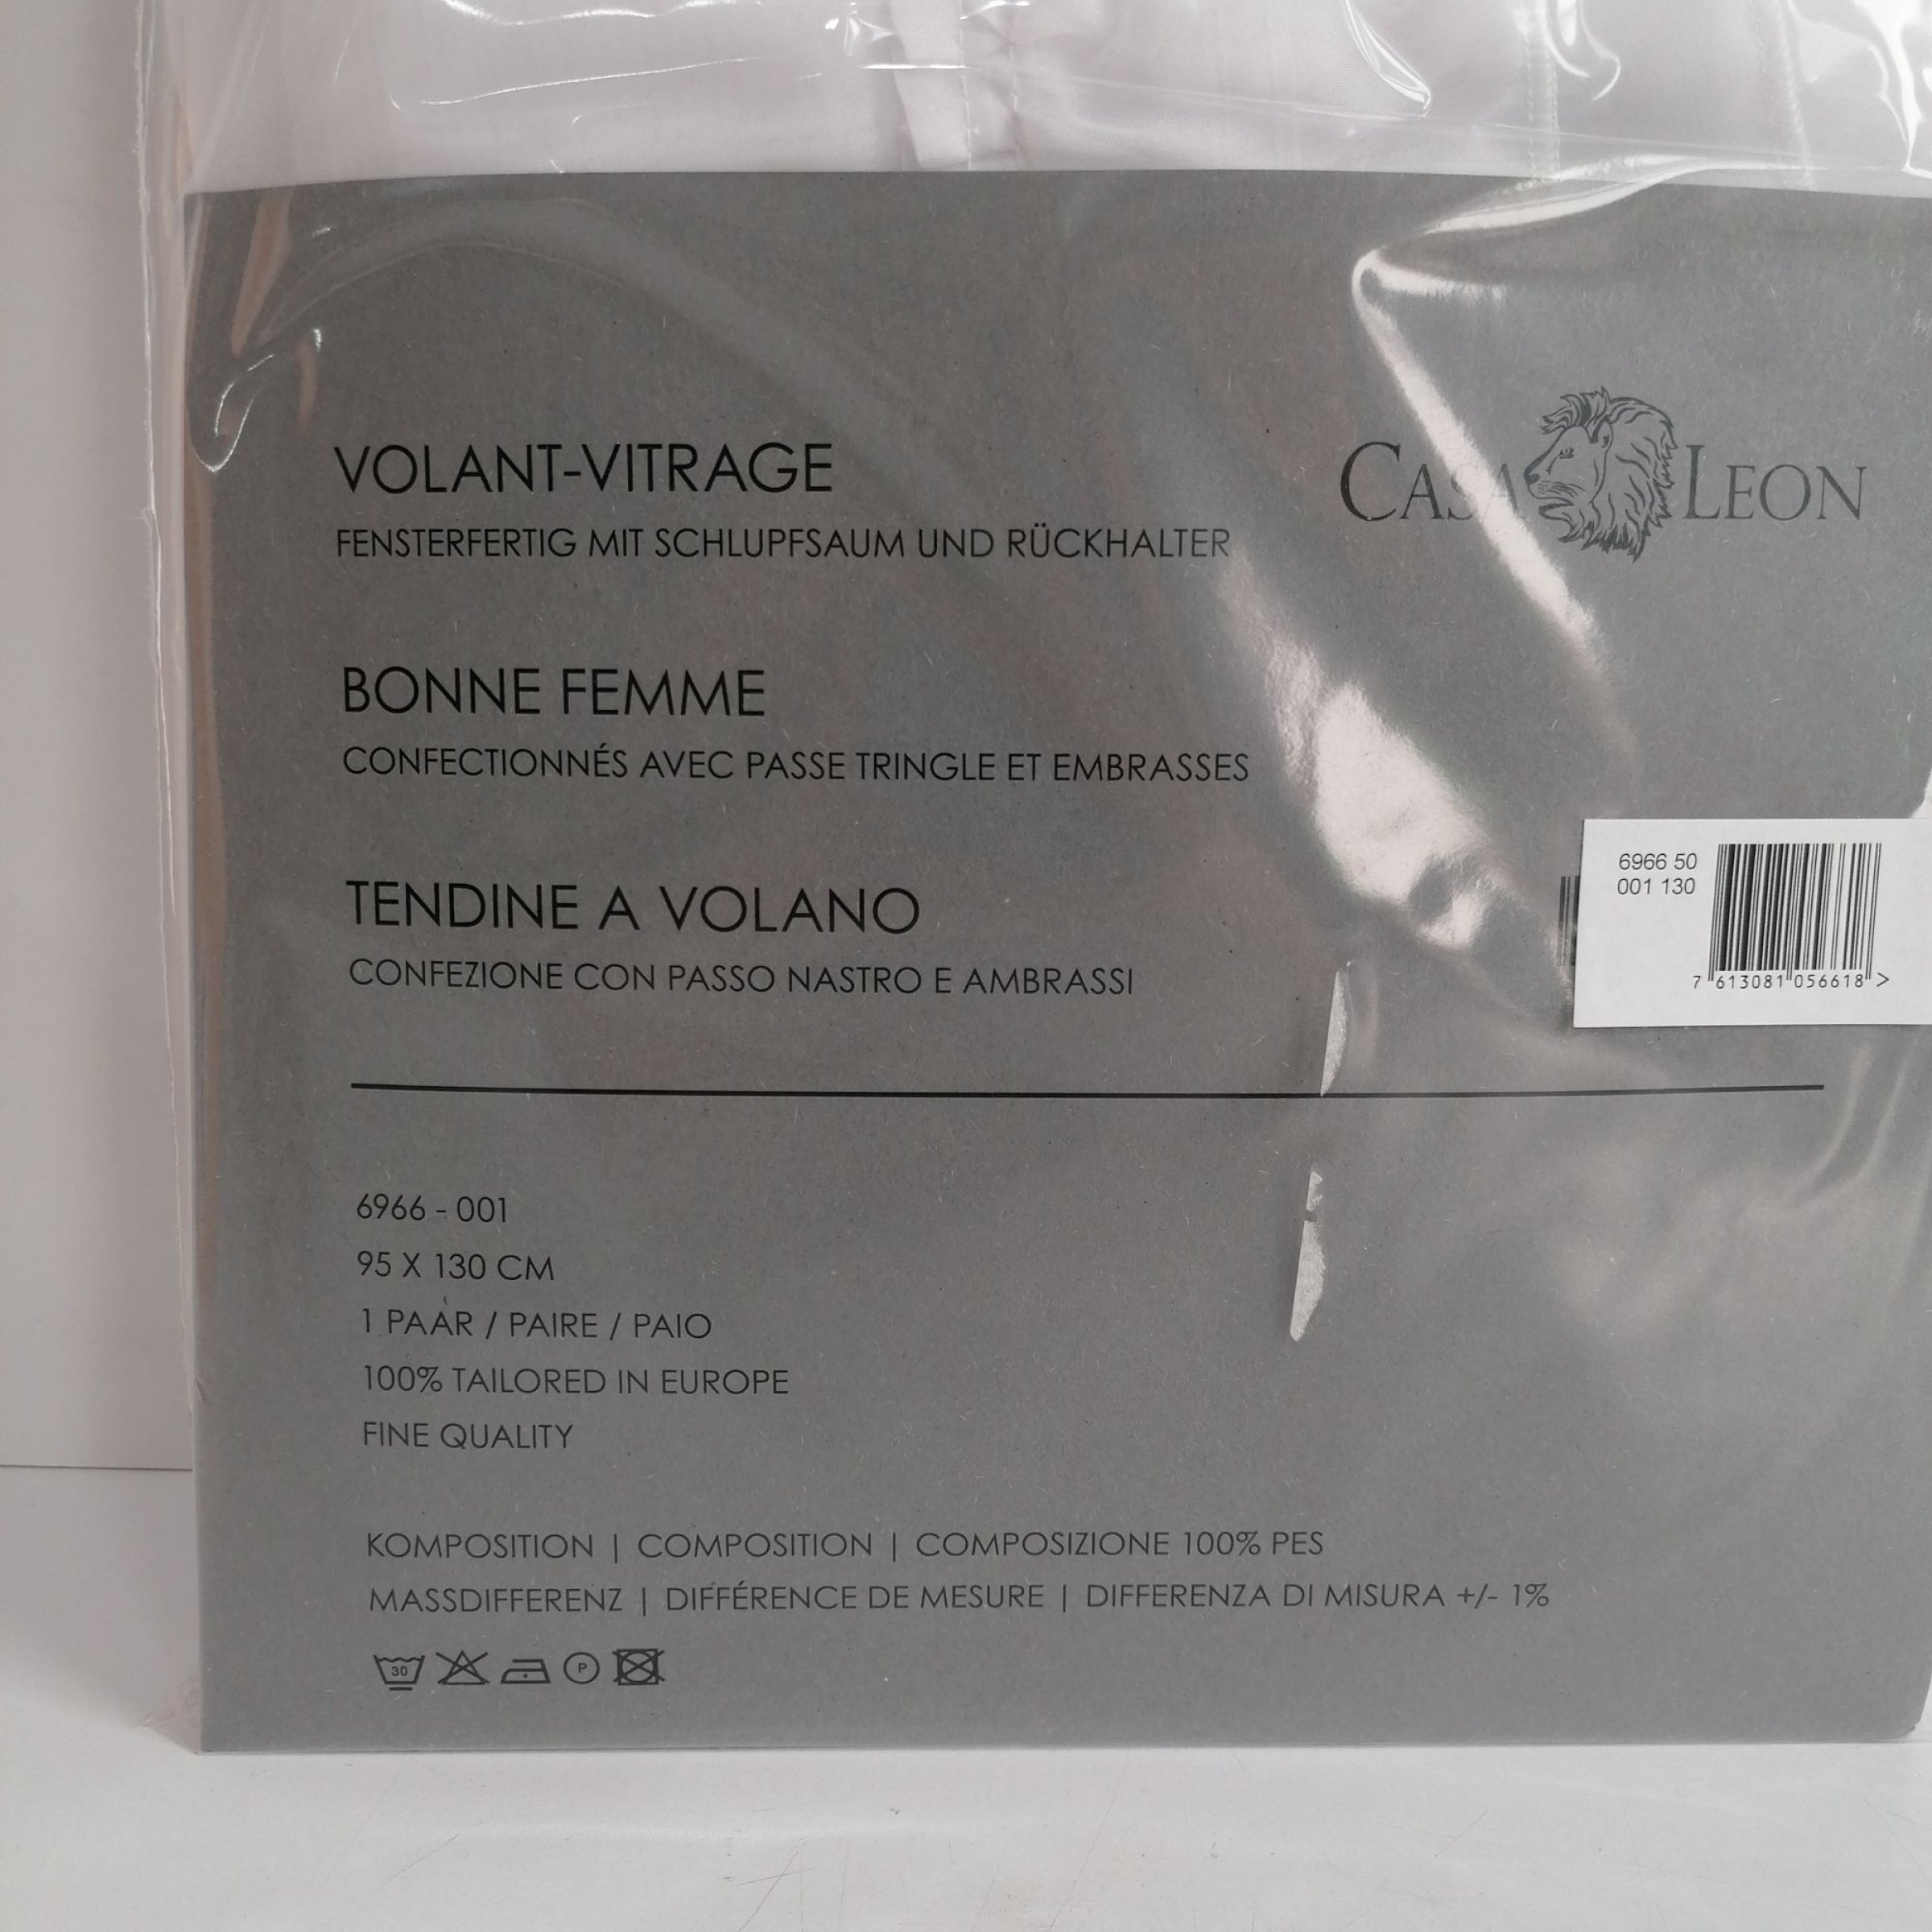 VOLANT-VITRAGE
FENSTERFERTIG MIT SCHLUPFSAUM UND RÜCKHALTER
CASA LEON
BONNE FEMME
CONFECTIONNÉS AVEC PASSE TRINGLE ET EMBRASSES
TENDINE A VOLANO
CONFEZIONE CON PASSO NASTRO E AMBRASSI
6966 50
001 130
7 613081 056618 >
6966 - 001
95 X 130 CM
1 PAAR / PAIRE / PAIO
100% TAILORED IN EUROPE
FINE QUALITY
KOMPOSITION | COMPOSITION | COMPOSIZIONE 100% PES
MASSDIFFERENZ | DIFFÉRENCE DE MESURE | DIFFERENZA DI MISURA +/- 1%
30 P